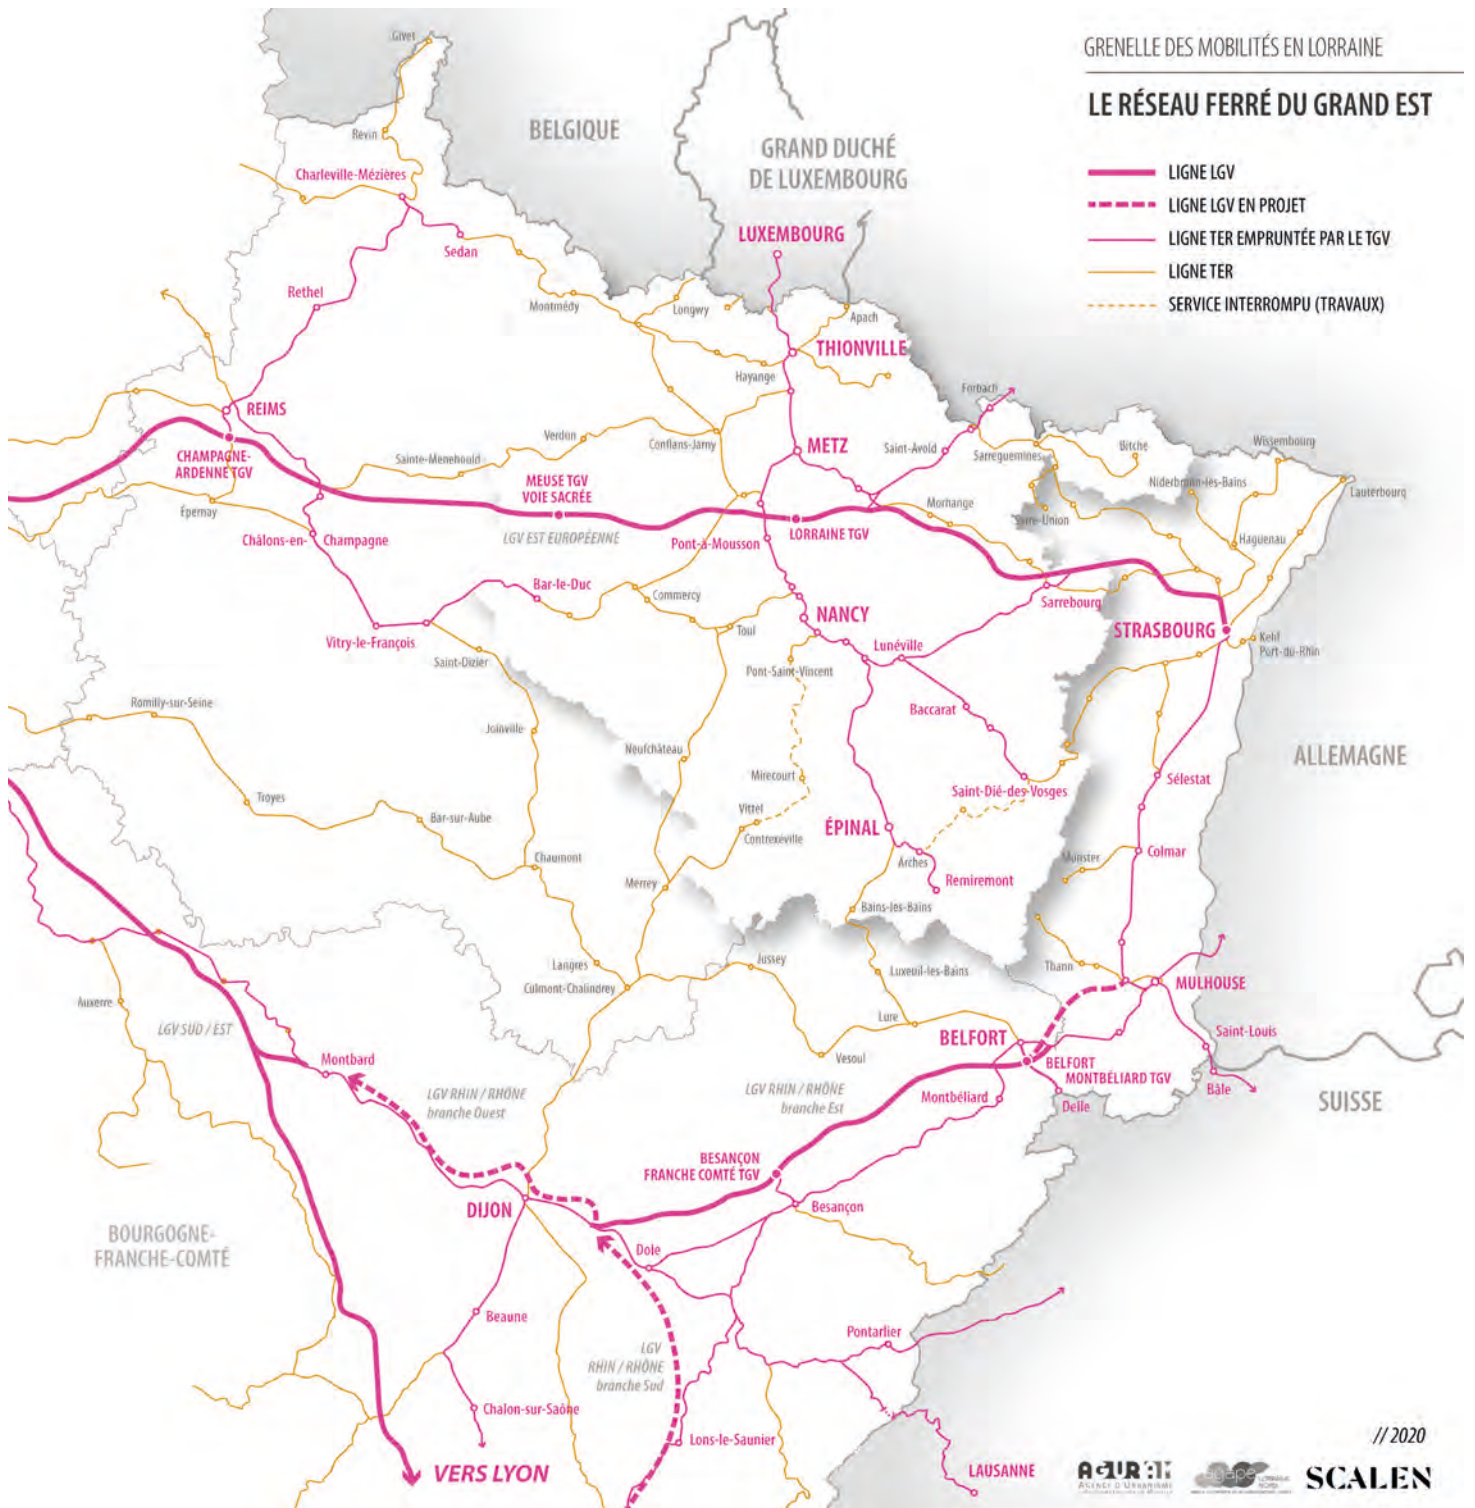 GRENELLE DES MOBILITÉS EN LORRAINE
LE RÉSEAU FERRÉ DU GRAND EST
LIGNE LGV
LIGNE LGV EN PROJET
LIGNE TER EMPRUNTÉE PAR LE TGV
LIGNE TER
SERVICE INTERROMPU (TRAVAUX)
Givet
Revin
BELGIQUE
GRAND DUCHÉ
DE LUXEMBOURG
Charleville-Mézières
LUXEMBOURG
Sedan
Rethel
Montmédy
Longwy
Apach
THIONVILLE
Hayange
Forbach
REIMS
Verdun
Conflans-Jarny
METZ
Saint-Avold
Sarreguemines
Bitche
Wissembourg
CHAMPAGNE-
ARDENNE TGV
Sainte-Menehould
MEUSE TGV
VOIE SACRÉE
Niderbronn-les-Bains
Lauterbourg
Épernay
Morhange
Sarre-Union
LGV EST EUROPÉENNE
LORRAINE TGV
Châlons-en-
Champagne
Pont-à-Mousson
Haguenau
Bar-le-Duc
Commercy
NANCY
Sarrebourg
Toul
STRASBOURG
Kehl
Port-du-Rhin
Vitry-le-François
Saint-Dizier
Lunéville
Pont-Saint-Vincent
Romilly-sur-Seine
Joinville
Baccarat
Neufchâteau
ALLEMAGNE
Mirecourt
Sélestat
Troyes
Saint-Dié-des-Vosges
Bar-sur-Aube
Vittel
Contrexéville
ÉPINAL
Chaumont
Arches
Munster
Colmar
Merrey
Remiremont
Bains-les-Bains
Langres
Jussey
Luxeuil-les-Bains
Thann
Culmont-Chalindrey
MULHOUSE
Auxerre
LGV SUD / EST
Lure
Saint-Louis
BELFORT
Vesoul
Montbard
BELFORT
MONTBÉLIARD TGV
LGV RHIN / RHÔNE
branche Ouest
LGV RHIN / RHÔNE
branche Est
Montbéliard
Delle
Bâle
SUISSE
BESANÇON
FRANCHE COMTÉ TGV
DIJON
Besançon
BOURGOGNE-
FRANCHE-COMTÉ
Dole
Beaune
Pontarlier
LGV
RHIN / RHÔNE
branche Sud
Chalon-sur-Saône
Lons-le-Saunier
VERS LYON
LAUSANNE
// 2020
AGURAM
AGENCE D'URBANISME
agape
LORRAINE
NORD
SCALEN